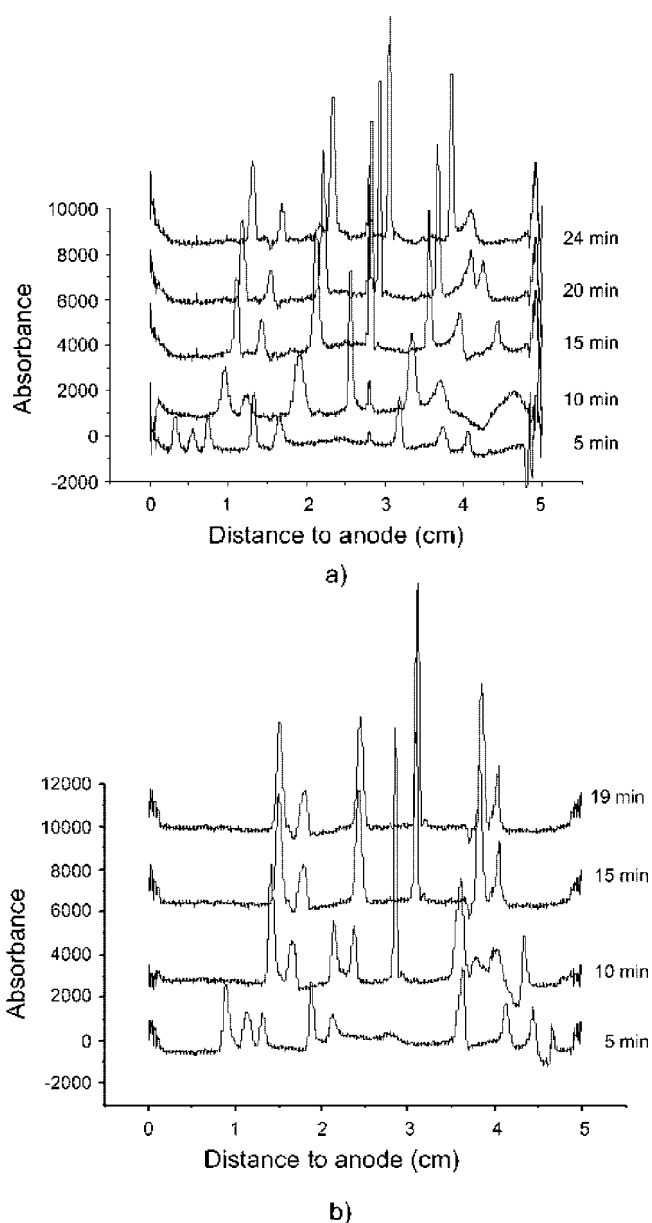 10000
8000
6000
4000
2000
0
-2000
Absorbance
24 min
20 min
15 min
10 min
5 min
0 1 2 3 4 5
Distance to anode (cm)
a)
12000
10000
8000
6000
4000
2000
0
-2000
Absorbance
19 min
15 min
10 min
5 min
0 1 2 3 4 5
Distance to anode (cm)
b)